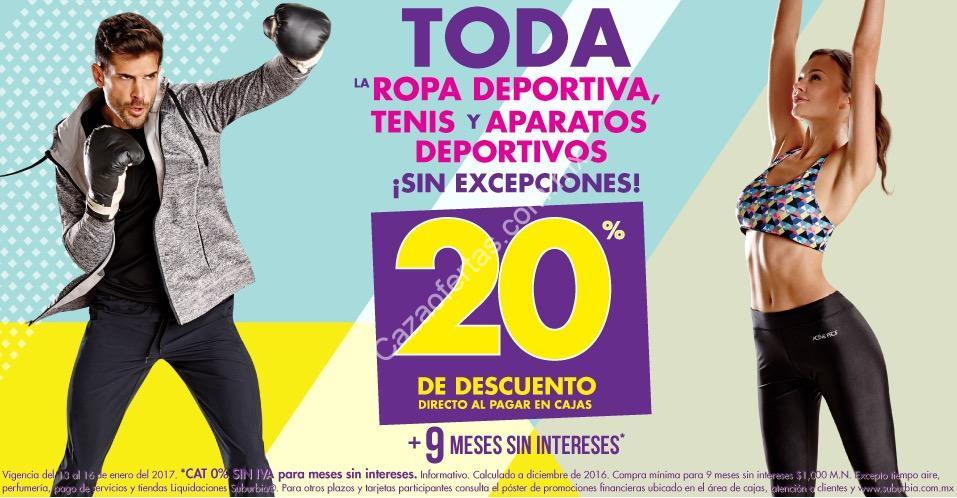 TODA
LA ROPA DEPORTIVA,
TENIS Y APARATOS
DEPORTIVOS
¡SIN EXCEPCIONES!
20%
DE DESCUENTO
DIRECTO AL PAGAR EN CAJAS
+ 9 MESES SIN INTERESES*
Cazaofertas.com.mx
Vigencia del 13 al 16 de enero del 2017. *CAT 0% SIN IVA para meses sin intereses. Informativo. Calculado a diciembre de 2016. Compra mínima para 9 meses sin intereses $1,000 M.N. Excepto tiempo aire,
perfumería, pago de servicios y tiendas Liquidaciones Suburbia®. Para otros plazos y tarjetas participantes consulta el póster de promociones financieras ubicado en el área de cajas, atención a clientes y www.suburbia.com.mx